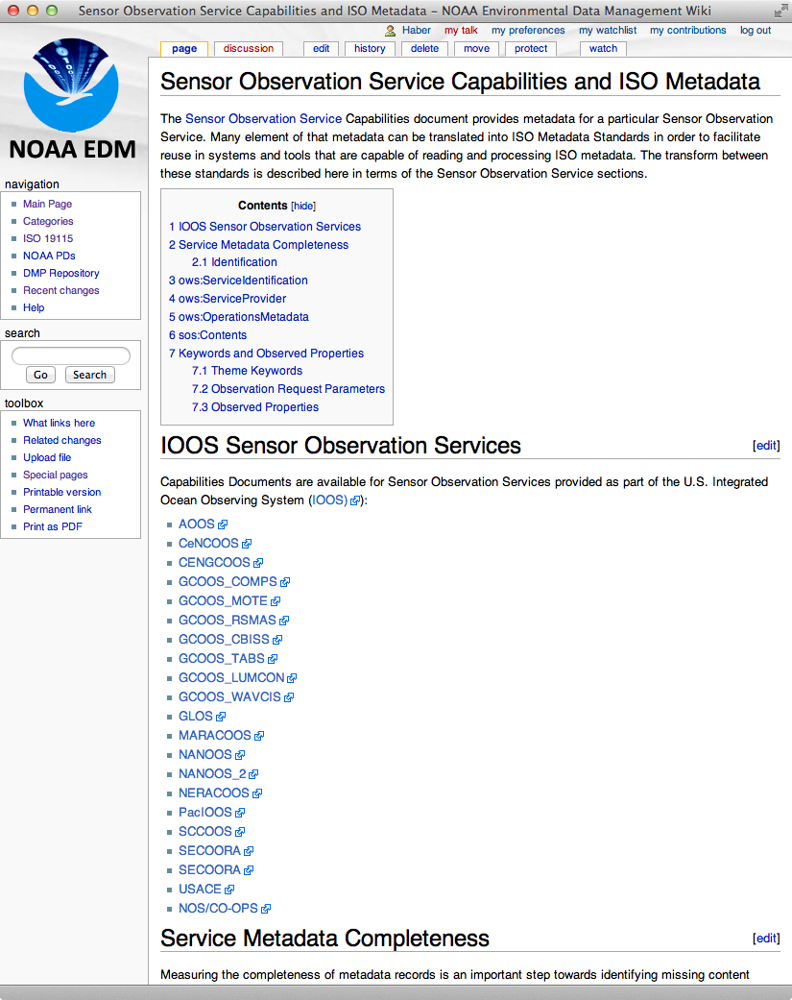 Sensor Observation Service Capabilities and ISO Metadata – NOAA Environmental Data Management Wiki
Haber my talk my preferences my watchlist my contributions log out
page discussion edit history delete move protect watch
NOAA EDM
navigation
Main Page
Categories
ISO 19115
NOAA PDs
DMP Repository
Recent changes
Help
search
Go Search
toolbox
What links here
Related changes
Upload file
Special pages
Printable version
Permanent link
Print as PDF
Sensor Observation Service Capabilities and ISO Metadata
The Sensor Observation Service Capabilities document provides metadata for a particular Sensor Observation
Service. Many element of that metadata can be translated into ISO Metadata Standards in order to facilitate
reuse in systems and tools that are capable of reading and processing ISO metadata. The transform between
these standards is described here in terms of the Sensor Observation Service sections.
Contents [hide]
1 IOOS Sensor Observation Services
2 Service Metadata Completeness
2.1 Identification
3 ows:ServiceIdentification
4 ows:ServiceProvider
5 ows:OperationsMetadata
6 sos:Contents
7 Keywords and Observed Properties
7.1 Theme Keywords
7.2 Observation Request Parameters
7.3 Observed Properties
IOOS Sensor Observation Services [edit]
Capabilities Documents are available for Sensor Observation Services provided as part of the U.S. Integrated
Ocean Observing System (IOOS):
AOOS
CeNCOOS
CENGCOOS
GCOOS_COMPS
GCOOS_MOTE
GCOOS_RSMAS
GCOOS_CBISS
GCOOS_TABS
GCOOS_LUMCON
GCOOS_WAVCIS
GLOS
MARACOOS
NANOOS
NANOOS_2
NERACOOS
PacIOOS
SCCOOS
SECOORA
SECOORA
USACE
NOS/CO-OPS
Service Metadata Completeness [edit]
Measuring the completeness of metadata records is an important step towards identifying missing content